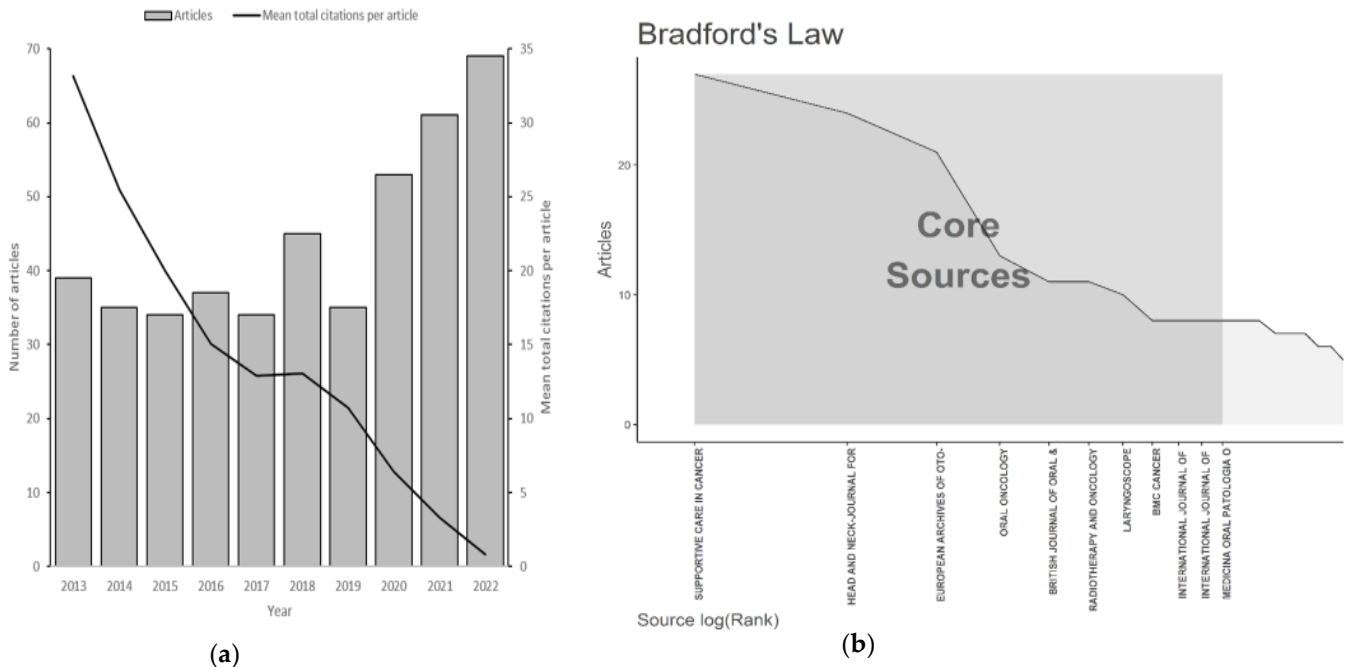 Articles
Mean total citations per article
70
60
50
40
30
20
10
0
Number of articles
35
30
25
20
15
10
5
0
Mean total citations per article
2013 2014 2015 2016 2017 2018 2019 2020 2021 2022
Year
(a)
Bradford's Law
Articles
20
10
0
Core
Sources
SUPPORTIVE CARE IN CANCER
HEAD AND NECK-JOURNAL FOR
EUROPEAN ARCHIVES OF OTO-
ORAL ONCOLOGY
BRITISH JOURNAL OF ORAL &
RADIOTHERAPY AND ONCOLOGY
LARYNGOSCOPE
BMC CANCER
INTERNATIONAL JOURNAL OF
INTERNATIONAL JOURNAL OF
MEDICINA ORAL PATOLOGIA O
Source log(Rank)
(b)